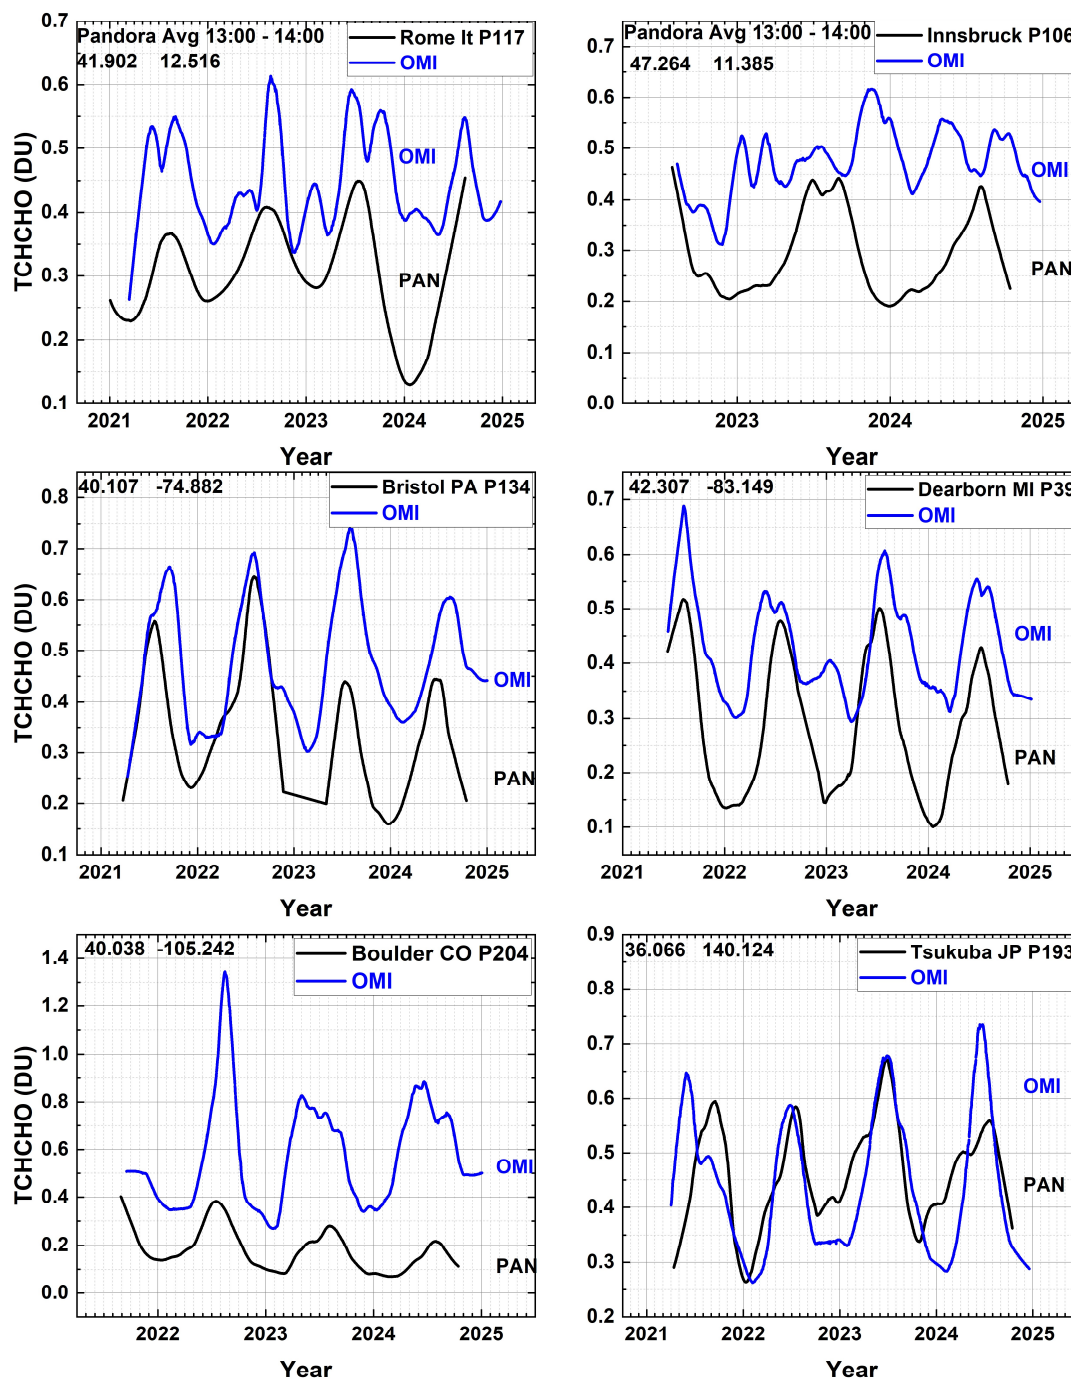 Pandora Avg 13:00 - 14:00
41.902 12.516
Rome It P117
OMI
TCHCHO (DU)
0.7
0.6
0.5
0.4
0.3
0.2
0.1
OMI
PAN
2021 2022 2023 2024 2025
Year
Pandora Avg 13:00 - 14:00
47.264 11.385
Innsbruck P106
OMI
0.7
0.6
0.5
0.4
0.3
0.2
0.1
0.0
OMI
PAN
2023 2024 2025
Year
40.107 -74.882
Bristol PA P134
OMI
TCHCHO (DU)
0.8
0.7
0.6
0.5
0.4
0.3
0.2
0.1
OMI
PAN
2021 2022 2023 2024 2025
Year
42.307 -83.149
Dearborn MI P39
OMI
0.7
0.6
0.5
0.4
0.3
0.2
0.1
OMI
PAN
2021 2022 2023 2024 2025
Year
40.038 -105.242
Boulder CO P204
OMI
TCHCHO (DU)
1.4
1.2
1.0
0.8
0.6
0.4
0.2
0.0
OMI
PAN
2022 2023 2024 2025
Year
36.066 140.124
Tsukuba JP P193
OMI
0.9
0.8
0.7
0.6
0.5
0.4
0.3
0.2
OMI
PAN
2021 2022 2023 2024 2025
Year